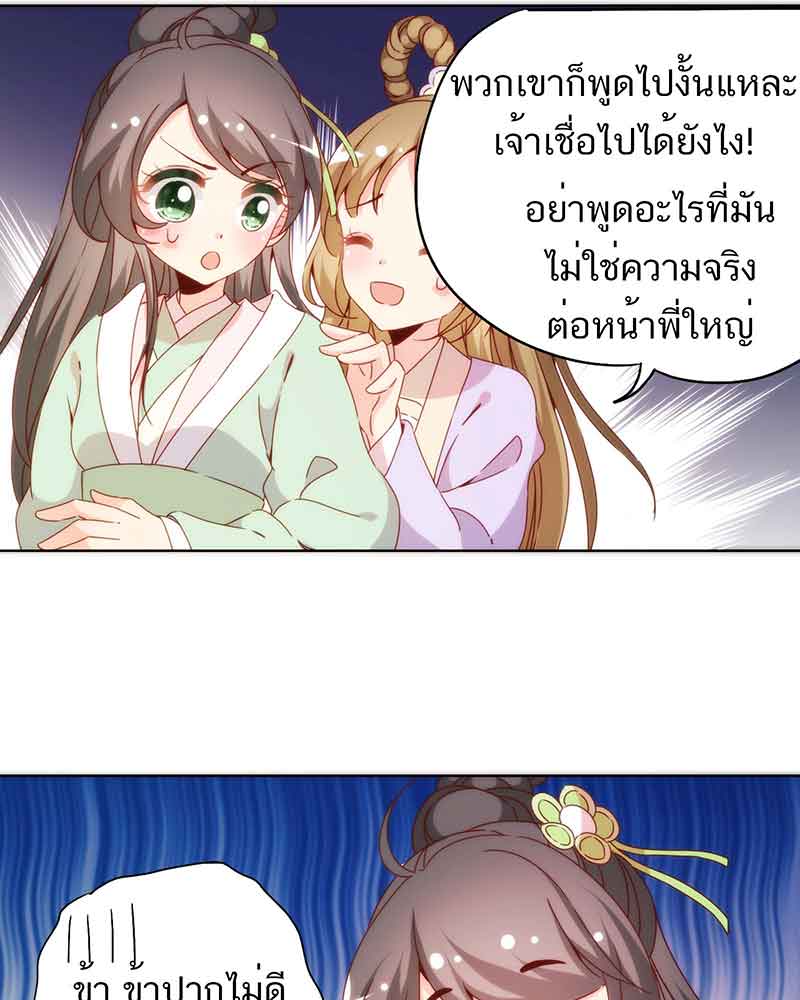 พวกเขาก็พูดไปงั้นแหละ
เจ้าเชื่อไปได้ยังไง!
อย่าพูดอะไรที่มัน
ไม่ใช่ความจริง
ต่อหน้าพี่ใหญ่
ข้า ข้าปากไม่ดี